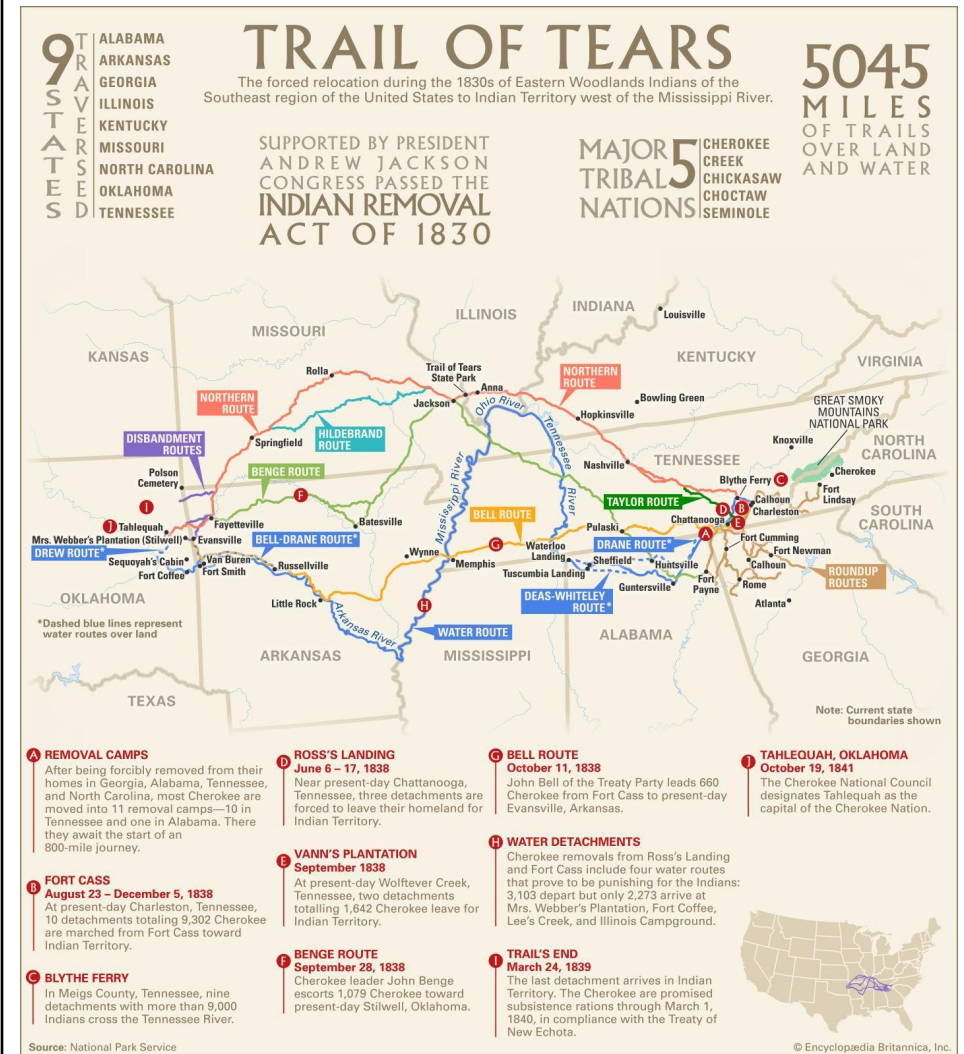 9
STATES
TRAVERSED
ALABAMA
ARKANSAS
GEORGIA
ILLINOIS
KENTUCKY
MISSOURI
NORTH CAROLINA
OKLAHOMA
TENNESSEE
TRAIL OF TEARS
The forced relocation during the 1830s of Eastern Woodlands Indians of the
Southeast region of the United States to Indian Territory west of the Mississippi River.
SUPPORTED BY PRESIDENT
ANDREW JACKSON
CONGRESS PASSED THE
INDIAN REMOVAL
ACT OF 1830
MAJOR
TRIBAL
NATIONS
5
CHEROKEE
CREEK
CHICKASAW
CHOCTAW
SEMINOLE
5045
MILES
OF TRAILS
OVER LAND
AND WATER
KANSAS
MISSOURI
ILLINOIS
INDIANA
Louisville
KENTUCKY
VIRGINIA
Rolla
Trail of Tears
State Park
Anna
Jackson
Ohio River
NORTHERN
ROUTE
NORTHERN
ROUTE
Bowling Green
Hopkinsville
GREAT SMOKY
MOUNTAINS
NATIONAL PARK
HILDEBRAND
ROUTE
Springfield
DISBANDMENT
ROUTES
Knoxville
NORTH
CAROLINA
Polson
Cemetery
BENGE ROUTE
F
Mississippi River
Tennessee
River
Nashville
TENNESSEE
Blythe Ferry
C
Cherokee
Fort
Lindsay
I
J
Tahlequah
Mrs. Webber's Plantation (Stilwell)
Fayetteville
Evansville
Batesville
BELL ROUTE
TAYLOR ROUTE
D
B
E
A
Calhoun
Charleston
Chattanooga
SOUTH
CAROLINA
DREW ROUTE*
BELL-DRANE ROUTE*
Pulaski
DRANE ROUTE*
Sequoyah's Cabin
Fort Coffee
Van Buren
Fort Smith
Russellville
Wynne
G
Memphis
Waterloo
Landing
Sheffield
Tuscumbia Landing
Huntsville
Guntersville
Fort
Payne
Fort Cumming
Fort Newman
Calhoun
Rome
ROUNDUP
ROUTES
Atlanta
OKLAHOMA
Little Rock
H
DEAS-WHITELEY
ROUTE*
*Dashed blue lines represent
water routes over land
Arkansas River
WATER ROUTE
ARKANSAS
MISSISSIPPI
ALABAMA
GEORGIA
TEXAS
Note: Current state
boundaries shown
A REMOVAL CAMPS
After being forcibly removed from their
homes in Georgia, Alabama, Tennessee,
and North Carolina, most Cherokee are
moved into 11 removal camps—10 in
Tennessee and one in Alabama. There
they await the start of an
800-mile journey.
B FORT CASS
August 23 – December 5, 1838
At present-day Charleston, Tennessee,
10 detachments totaling 9,302 Cherokee
are marched from Fort Cass toward
Indian Territory.
C BLYTHE FERRY
In Meigs County, Tennessee, nine
detachments with more than 9,000
Indians cross the Tennessee River.
D ROSS'S LANDING
June 6 – 17, 1838
Near present-day Chattanooga,
Tennessee, three detachments are
forced to leave their homeland for
Indian Territory.
E VANN'S PLANTATION
September 1838
At present-day Wolftever Creek,
Tennessee, two detachments
totalling 1,642 Cherokee leave for
Indian Territory.
F BENGE ROUTE
September 28, 1838
Cherokee leader John Benge
escorts 1,079 Cherokee toward
present-day Stilwell, Oklahoma.
G BELL ROUTE
October 11, 1838
John Bell of the Treaty Party leads 660
Cherokee from Fort Cass to present-day
Evansville, Arkansas.
H WATER DETACHMENTS
Cherokee removals from Ross's Landing
and Fort Cass include four water routes
that prove to be punishing for the Indians:
3,103 depart but only 2,273 arrive at
Mrs. Webber's Plantation, Fort Coffee,
Lee's Creek, and Illinois Campground.
I TRAIL'S END
March 24, 1839
The last detachment arrives in Indian
Territory. The Cherokee are promised
subsistence rations through March 1,
1840, in compliance with the Treaty of
New Echota.
J TAHLEQUAH, OKLAHOMA
October 19, 1841
The Cherokee National Council
designates Tahlequah as the
capital of the Cherokee Nation.
Source: National Park Service
© Encyclopædia Britannica, Inc.